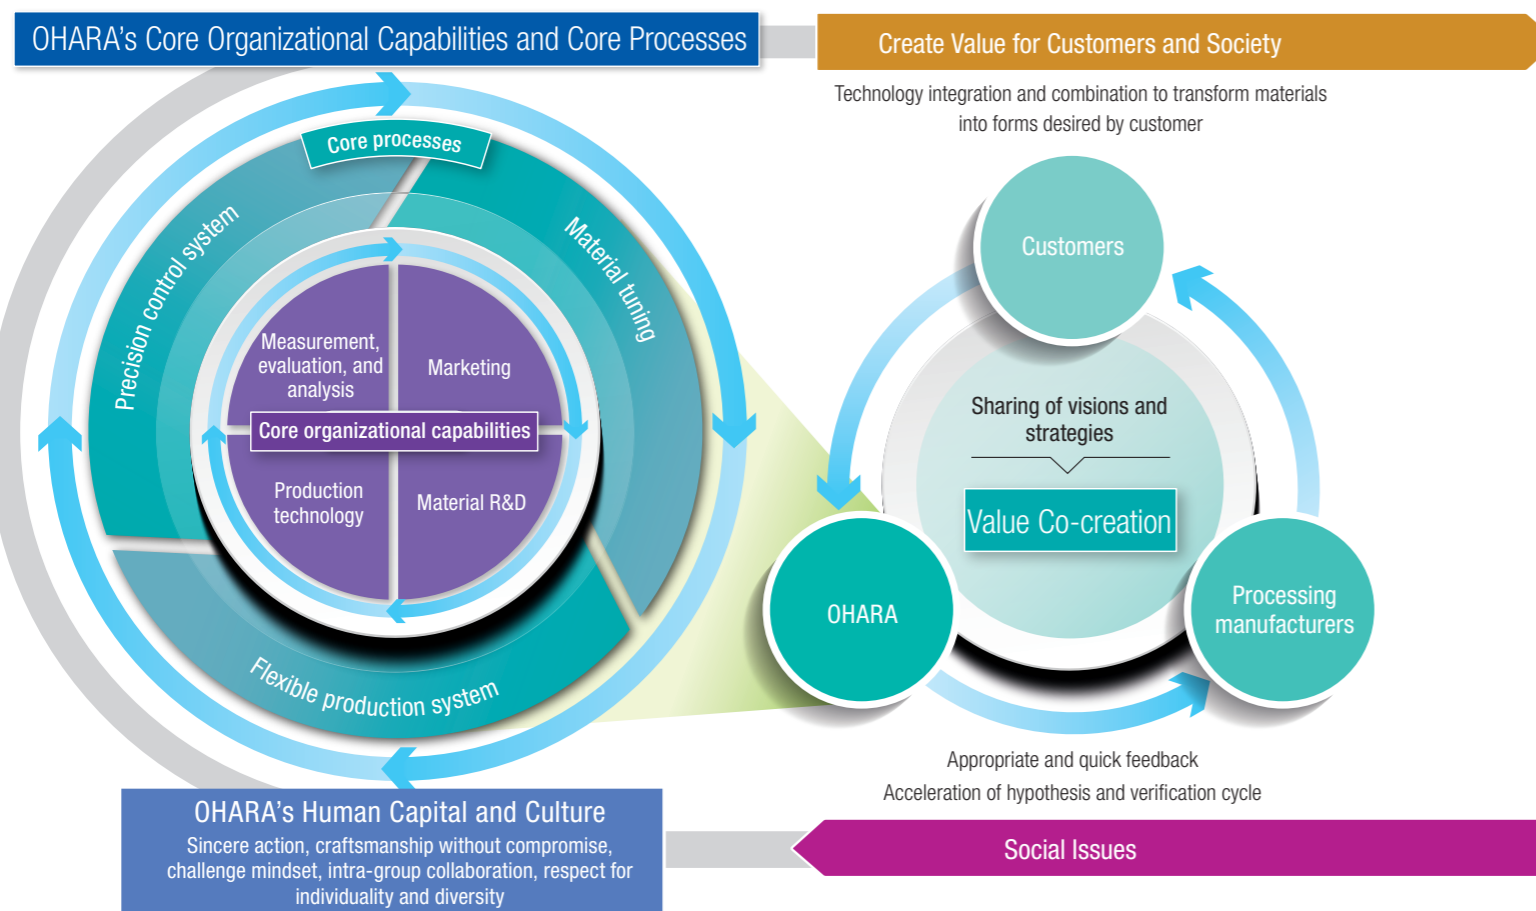 OHARA’s Core Organizational Capabilities and Core Processes
Core processes
Precision control system
Material tuning
Flexible production system
Measurement,
evaluation, and
analysis
Marketing
Core organizational capabilities
Production
technology
Material R&D
OHARA’s Human Capital and Culture
Sincere action, craftsmanship without compromise,
challenge mindset, intra-group collaboration, respect for
individuality and diversity
Create Value for Customers and Society
Technology integration and combination to transform materials
into forms desired by customer
Customers
Sharing of visions and
strategies
Value Co-creation
OHARA
Processing
manufacturers
Appropriate and quick feedback
Acceleration of hypothesis and verification cycle
Social Issues